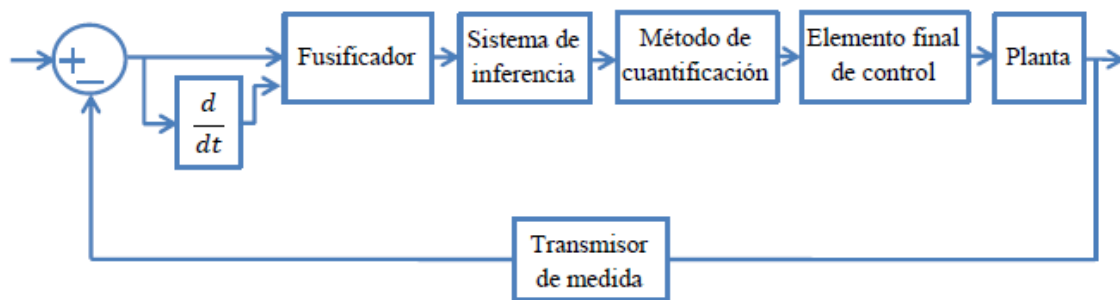 +
−
d
dt
Fusificador
Sistema de
inferencia
Método de
cuantificación
Elemento final
de control
Planta
Transmisor
de medida